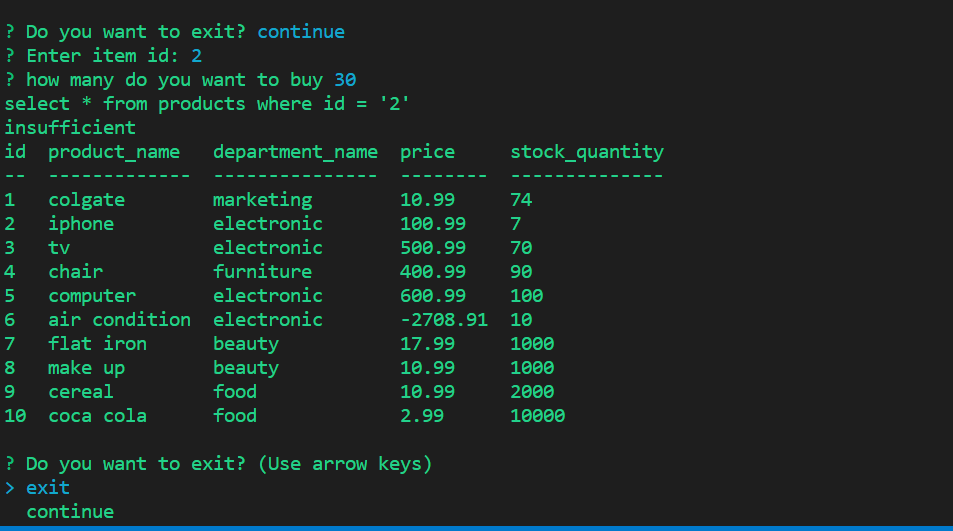 ? Do you want to exit? continue
? Enter item id: 2
? how many do you want to buy 30
select * from products where id = '2'
insufficient
id  product_name   department_name  price     stock_quantity
--  -------------  ---------------  --------  --------------
1   colgate        marketing        10.99     74
2   iphone         electronic       100.99    7
3   tv             electronic       500.99    70
4   chair          furniture        400.99    90
5   computer       electronic       600.99    100
6   air condition  electronic       -2708.91  10
7   flat iron      beauty           17.99     1000
8   make up        beauty           10.99     1000
9   cereal         food             10.99     2000
10  coca cola      food             2.99      10000
? Do you want to exit? (Use arrow keys)
> exit
  continue